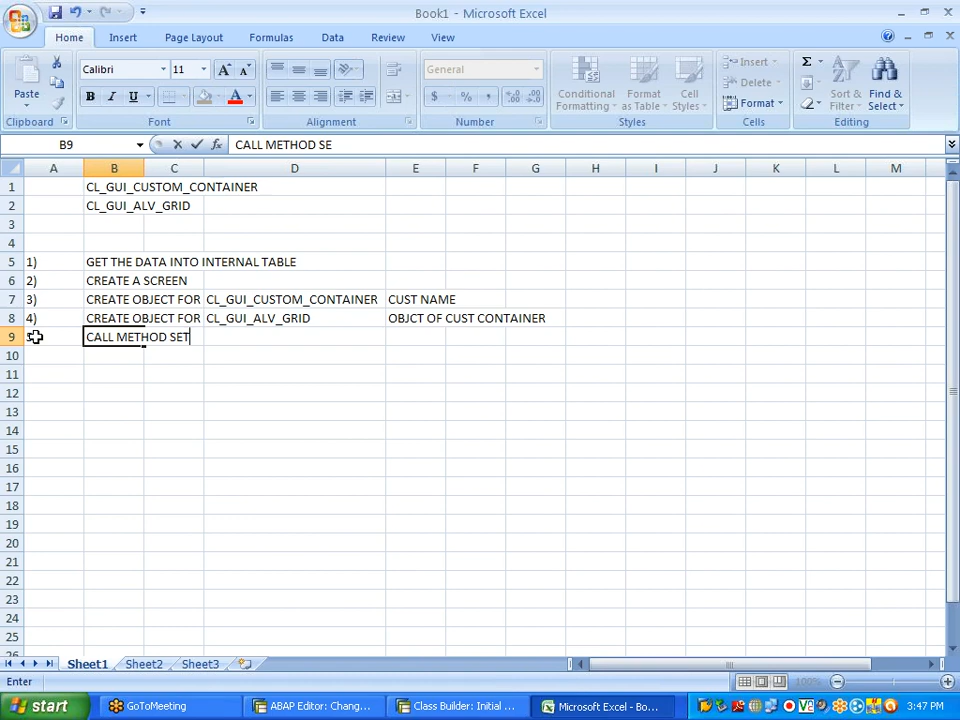 Book1 - Microsoft Excel
Home Insert Page Layout Formulas Data Review View
Calibri 11 General
Paste B I U $ % , Conditional Formatting Format as Table Cell Styles Insert Delete Format Sort & Filter Find & Select
Clipboard Font Alignment Number Styles Cells Editing
B9 fx CALL METHOD SE
A B C D E F G H I J K L M
1 CL_GUI_CUSTOM_CONTAINER
2 CL_GUI_ALV_GRID
3
4
5 1) GET THE DATA INTO INTERNAL TABLE
6 2) CREATE A SCREEN
7 3) CREATE OBJECT FOR CL_GUI_CUSTOM_CONTAINER CUST NAME
8 4) CREATE OBJECT FOR CL_GUI_ALV_GRID OBJCT OF CUST CONTAINER
9 CALL METHOD SET
10
11
12
13
14
15
16
17
18
19
20
21
22
23
24
25
Sheet1 Sheet2 Sheet3
Enter 100%
start GoToMeeting ABAP Editor: Chang... Class Builder: Initial ... Microsoft Excel - Bo... 3:47 PM